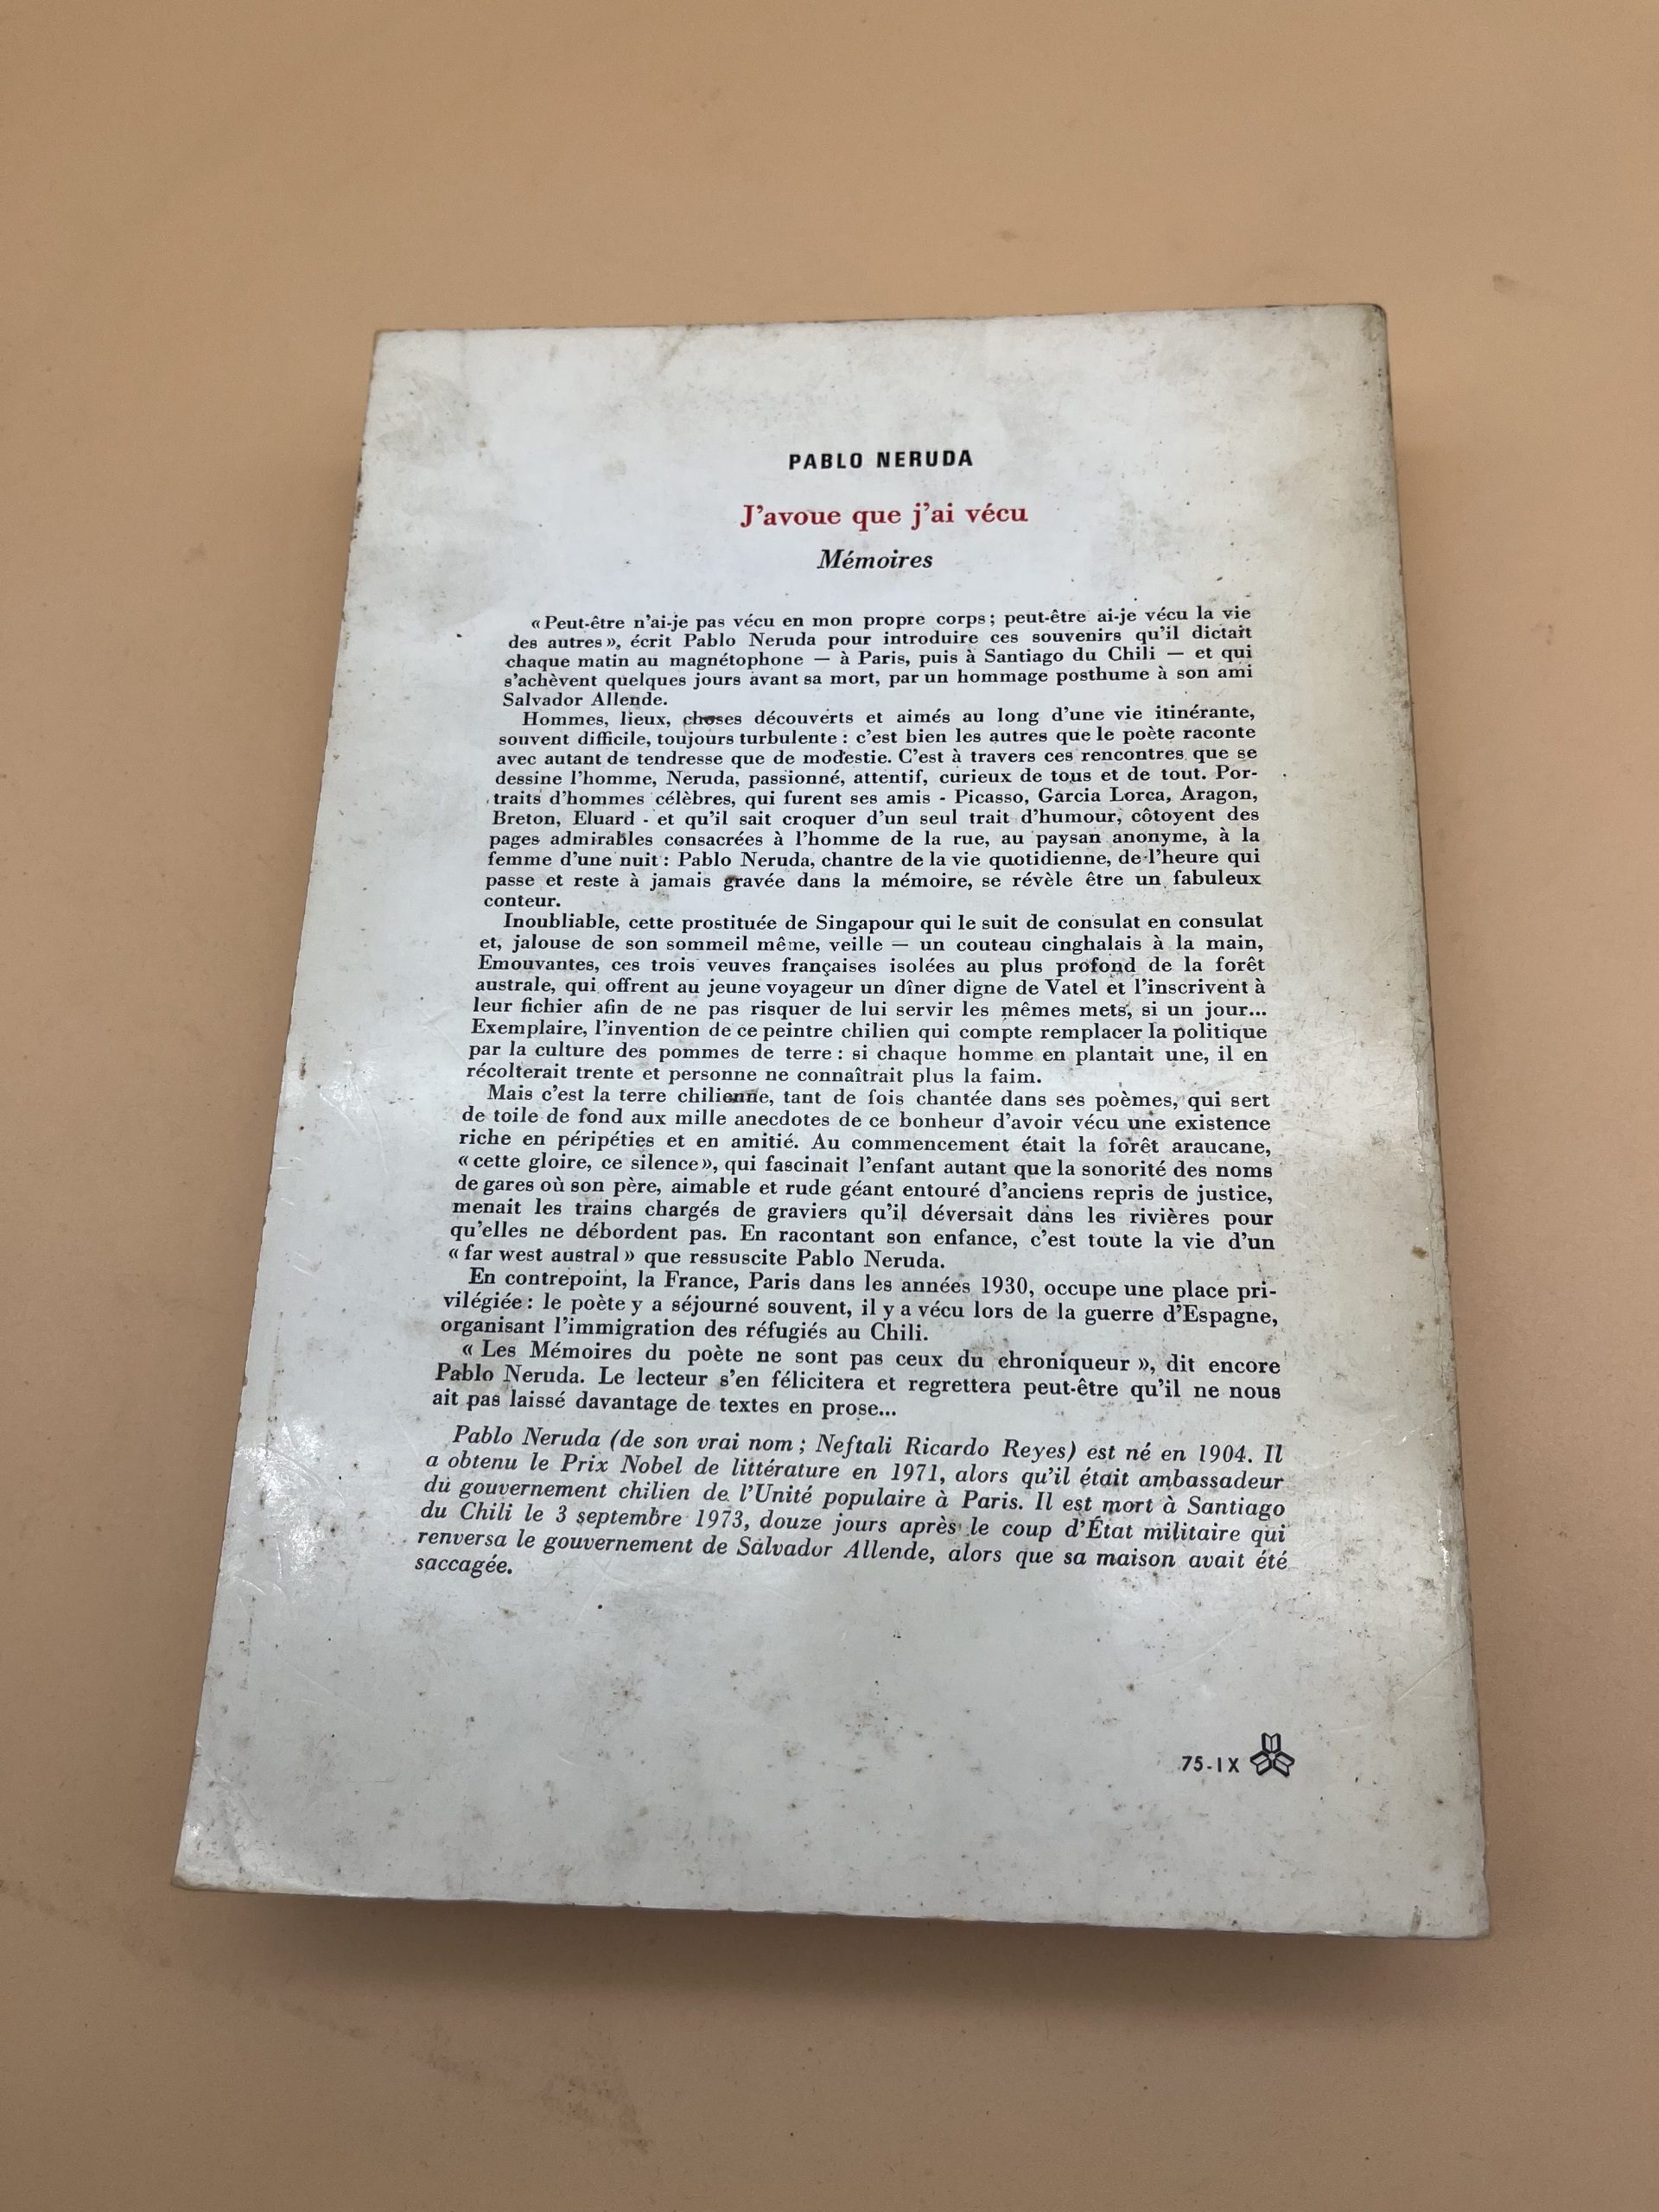 PABLO NERUDA
J'avoue que j'ai vécu
Mémoires
«Peut-être n'ai-je pas vécu en mon propre corps; peut-être ai-je vécu la vie
des autres», écrit Pablo Neruda pour introduire ces souvenirs qu'il dictait
chaque matin au magnétophone — à Paris, puis à Santiago du Chili — et qui
s'achèvent quelques jours avant sa mort, par un hommage posthume à son ami
Salvador Allende.
Hommes, lieux, choses découverts et aimés au long d'une vie itinérante,
souvent difficile, toujours turbulente : c'est bien les autres que le poète raconte
avec autant de tendresse que de modestie. C'est à travers ces rencontres que se
dessine l'homme, Neruda, passionné, attentif, curieux de tous et de tout. Por-
traits d'hommes célèbres, qui furent ses amis - Picasso, Garcia Lorca, Aragon,
Breton, Eluard - et qu'il sait croquer d'un seul trait d'humour, côtoyent des
pages admirables consacrées à l'homme de la rue, au paysan anonyme, à la
femme d'une nuit : Pablo Neruda, chantre de la vie quotidienne, de l'heure qui
passe et reste à jamais gravée dans la mémoire, se révèle être un fabuleux
conteur.
Inoubliable, cette prostituée de Singapour qui le suit de consulat en consulat
et, jalouse de son sommeil même, veille — un couteau cinghalais à la main,
Emouvantes, ces trois veuves françaises isolées au plus profond de la forêt
australe, qui offrent au jeune voyageur un dîner digne de Vatel et l'inscrivent à
leur fichier afin de ne pas risquer de lui servir les mêmes mets, si un jour...
Exemplaire, l'invention de ce peintre chilien qui compte remplacer la politique
par la culture des pommes de terre : si chaque homme en plantait une, il en
récolterait trente et personne ne connaîtrait plus la faim.
Mais c'est la terre chilienne, tant de fois chantée dans ses poèmes, qui sert
de toile de fond aux mille anecdotes de ce bonheur d'avoir vécu une existence
riche en péripéties et en amitié. Au commencement était la forêt araucane,
«cette gloire, ce silence», qui fascinait l'enfant autant que la sonorité des noms
de gares où son père, aimable et rude géant entouré d'anciens repris de justice,
menait les trains chargés de graviers qu'il déversait dans les rivières pour
qu'elles ne débordent pas. En racontant son enfance, c'est toute la vie d'un
«far west austral» que ressuscite Pablo Neruda.
En contrepoint, la France, Paris dans les années 1930, occupe une place pri-
vilégiée : le poète y a séjourné souvent, il y a vécu lors de la guerre d'Espagne,
organisant l'immigration des réfugiés au Chili.
« Les Mémoires du poète ne sont pas ceux du chroniqueur », dit encore
Pablo Neruda. Le lecteur s'en félicitera et regrettera peut-être qu'il ne nous
ait pas laissé davantage de textes en prose...
Pablo Neruda (de son vrai nom ; Neftali Ricardo Reyes) est né en 1904. Il
a obtenu le Prix Nobel de littérature en 1971, alors qu'il était ambassadeur
du gouvernement chilien de l'Unité populaire à Paris. Il est mort à Santiago
du Chili le 3 septembre 1973, douze jours après le coup d'État militaire qui
renversa le gouvernement de Salvador Allende, alors que sa maison avait été
saccagée.
75-IX